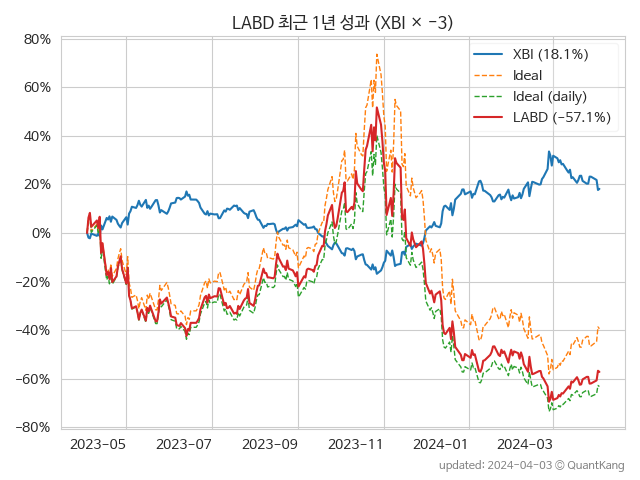 LABD 최근 1년 성과 (XBI × −3)
80%
60%
40%
20%
0%
−20%
−40%
−60%
−80%
XBI (18.1%)
Ideal
Ideal (daily)
LABD (−57.1%)
2023-05 2023-07 2023-09 2023-11 2024-01 2024-03
updated: 2024-04-03 © QuantKang